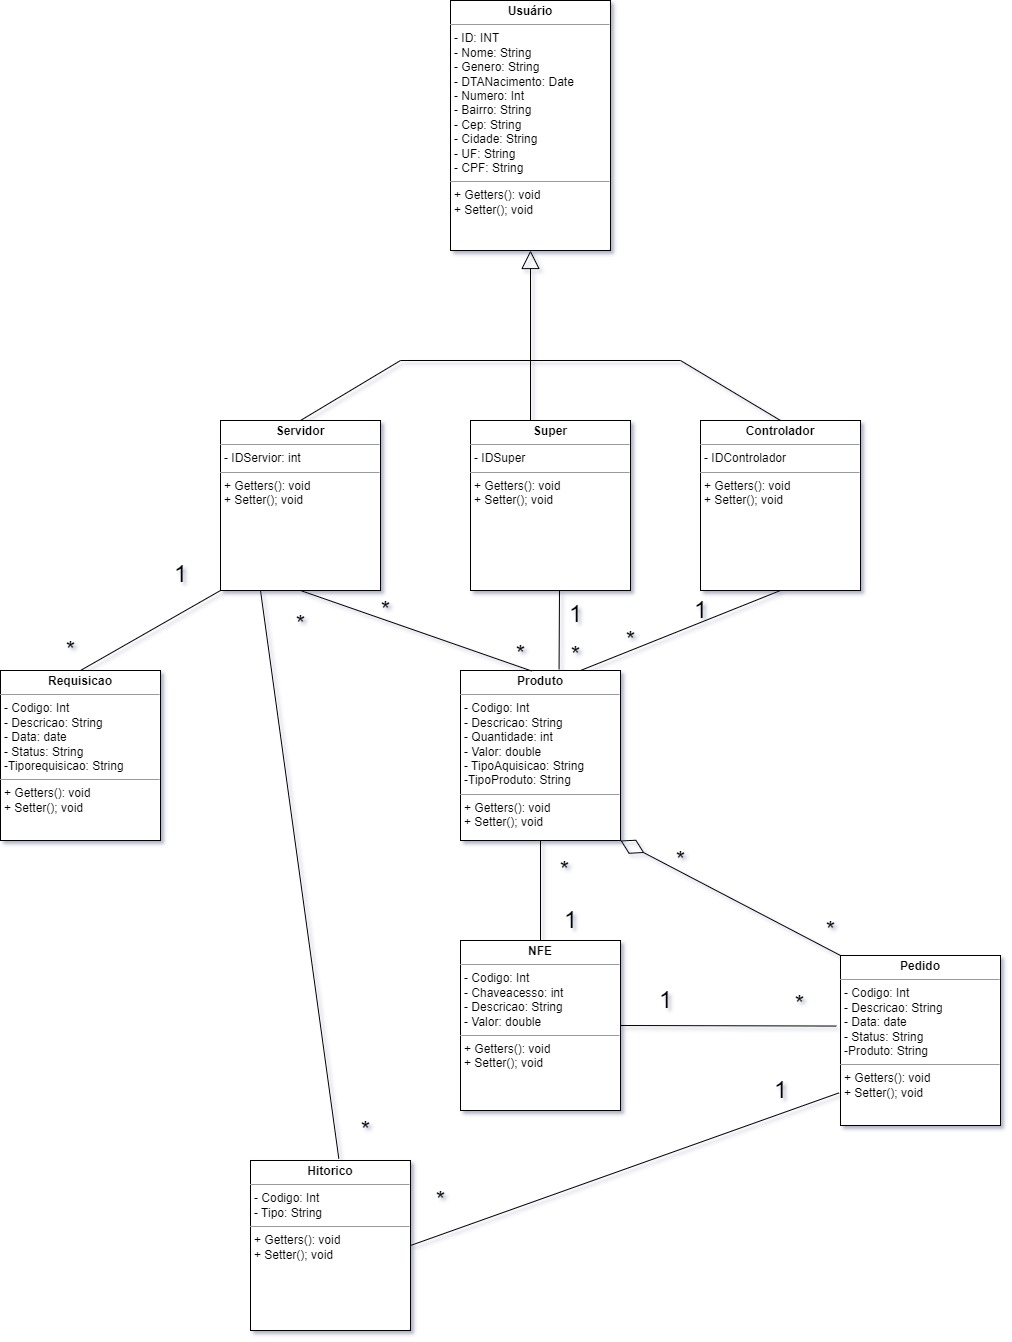 Usuário
- ID: INT
- Nome: String
- Genero: String
- DTANacimento: Date
- Numero: Int
- Bairro: String
- Cep: String
- Cidade: String
- UF: String
- CPF: String
+ Getters(): void
+ Setter(); void
Servidor
- IDServior: int
+ Getters(): void
+ Setter(); void
Super
- IDSuper
+ Getters(): void
+ Setter(); void
Controlador
- IDControlador
+ Getters(): void
+ Setter(); void
1
*
*
*
*
1
*
1
*
Requisicao
- Codigo: Int
- Descricao: String
- Data: date
- Status: String
-Tiporequisicao: String
+ Getters(): void
+ Setter(); void
Produto
- Codigo: Int
- Descricao: String
- Quantidade: int
- Valor: double
- TipoAquisicao: String
-TipoProduto: String
+ Getters(): void
+ Setter(); void
*
1
*
*
NFE
- Codigo: Int
- Chaveacesso: int
- Descricao: String
- Valor: double
+ Getters(): void
+ Setter(); void
1
*
Pedido
- Codigo: Int
- Descricao: String
- Data: date
- Status: String
-Produto: String
+ Getters(): void
+ Setter(); void
1
*
*
Hitorico
- Codigo: Int
- Tipo: String
+ Getters(): void
+ Setter(); void